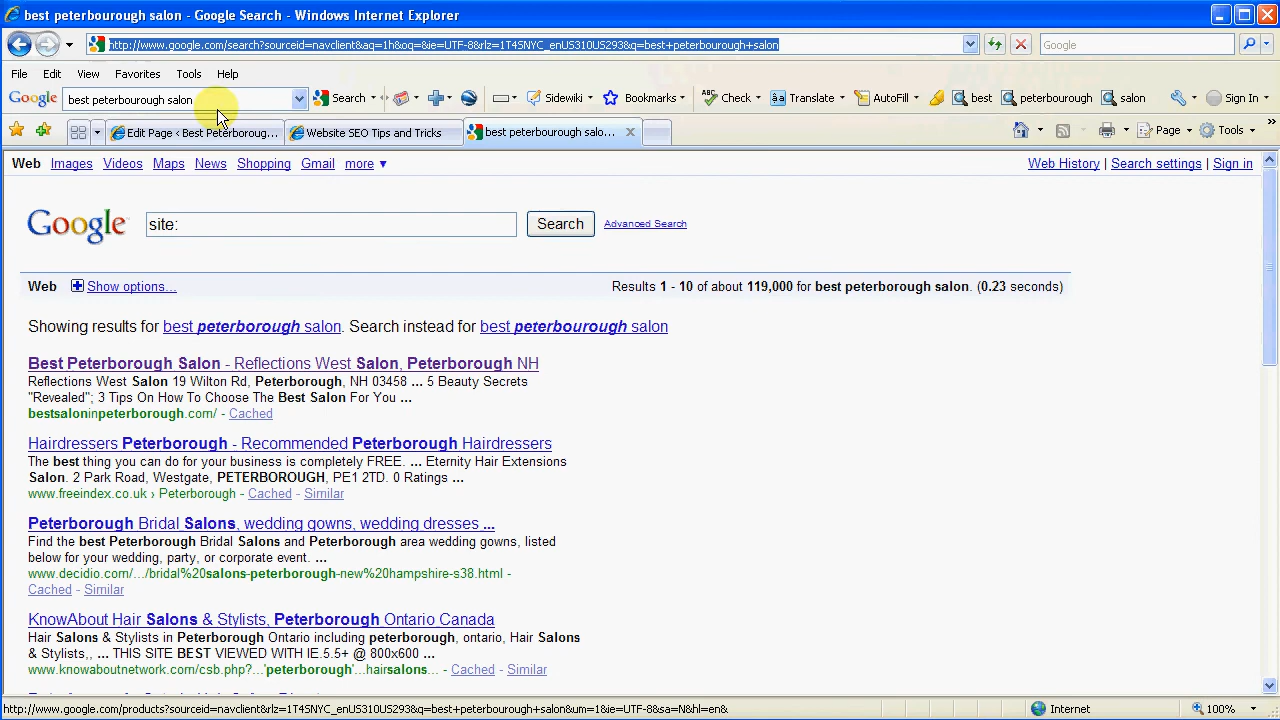 best peterbourough salon - Google Search - Windows Internet Explorer
http://www.google.com/search?sourceid=navclient&aq=1h&oq=&ie=UTF-8&rlz=1T4SNYC_enUS310US293&q=best+peterbourough+salon
Google
File Edit View Favorites Tools Help
Google best peterbourough salon Search Sidewiki Bookmarks Check Translate AutoFill best peterbourough salon Sign In
Edit Page < Best Peterboroug... Website SEO Tips and Tricks best peterbourough salo... Page Tools
Web Images Videos Maps News Shopping Gmail more ▼ Web History | Search settings | Sign in
Google site: Search Advanced Search
Web Show options... Results 1 - 10 of about 119,000 for best peterborough salon. (0.23 seconds)
Showing results for best peterborough salon. Search instead for best peterbourough salon
Best Peterborough Salon - Reflections West Salon, Peterborough NH
Reflections West Salon 19 Wilton Rd, Peterborough, NH 03458 ... 5 Beauty Secrets
"Revealed"; 3 Tips On How To Choose The Best Salon For You ...
bestsaloninpeterborough.com/ - Cached
Hairdressers Peterborough - Recommended Peterborough Hairdressers
The best thing you can do for your business is completely FREE. ... Eternity Hair Extensions
Salon. 2 Park Road, Westgate, PETERBOROUGH, PE1 2TD. 0 Ratings ...
www.freeindex.co.uk › Peterborough - Cached - Similar
Peterborough Bridal Salons, wedding gowns, wedding dresses ...
Find the best Peterborough Bridal Salons and Peterborough area wedding gowns, listed
below for your wedding, party, or corporate event. ...
www.decidio.com/.../bridal%20salons-peterborough-new%20hampshire-s38.html -
Cached - Similar
KnowAbout Hair Salons & Stylists, Peterborough Ontario Canada
Hair Salons & Stylists in Peterborough Ontario including peterborough, ontario, Hair Salons
& Stylists,, ... THIS SITE BEST VIEWED WITH IE 5.5+ @ 800x600 ...
www.knowaboutnetwork.com/csb.php?...'peterborough'...hairsalons... - Cached - Similar
http://www.google.com/products?sourceid=navclient&rlz=1T4SNYC_enUS310US293&q=best+peterborough+salon&um=1&ie=UTF-8&sa=N&hl=en& Internet 100%